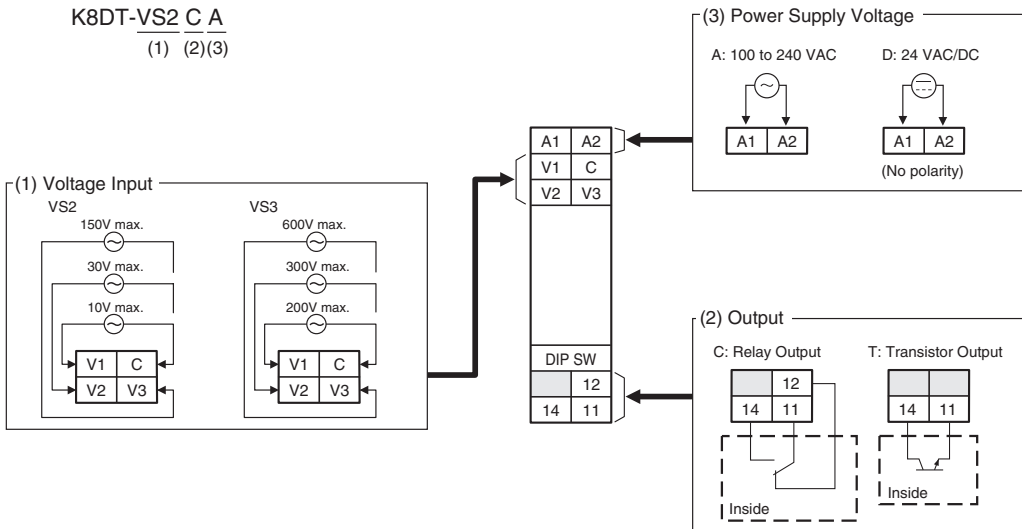 K8DT-VS2 C A
(1) (2)(3)
(3) Power Supply Voltage
A: 100 to 240 VAC D: 24 VAC/DC
A1 A2 A1 A2
(No polarity)
A1 A2
V1 C
V2 V3
DIP SW
12
14 11
(1) Voltage Input
VS2 VS3
150V max. 600V max.
30V max. 300V max.
10V max. 200V max.
V1 C V1 C
V2 V3 V2 V3
(2) Output
C: Relay Output T: Transistor Output
12
14 11 14 11
Inside Inside